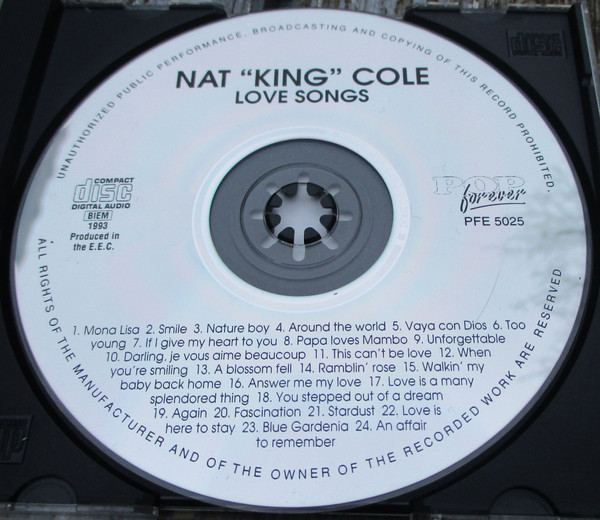 UNAUTHORIZED PUBLIC PERFORMANCE, BROADCASTING AND COPYING OF THIS RECORD PROHIBITED.
NAT “KING” COLE
LOVE SONGS
COMPACT
disc
DIGITAL AUDIO
BIEM
1993
Produced in
the E.E.C.
POP
forever
PFE 5025
1. Mona Lisa 2. Smile 3. Nature boy 4. Around the world 5. Vaya con Dios 6. Too
young 7. If I give my heart to you 8. Papa loves Mambo 9. Unforgettable
10. Darling, je vous aime beaucoup 11. This can't be love 12. When
you're smiling 13. A blossom fell 14. Ramblin' rose 15. Walkin' my
baby back home 16. Answer me my love 17. Love is a many
splendored thing 18. You stepped out of a dream
19. Again 20. Fascination 21. Stardust 22. Love is
here to stay 23. Blue Gardenia 24. An affair
to remember
ALL RIGHTS OF THE MANUFACTURER AND OF THE OWNER OF THE RECORDED WORK ARE RESERVED
disc